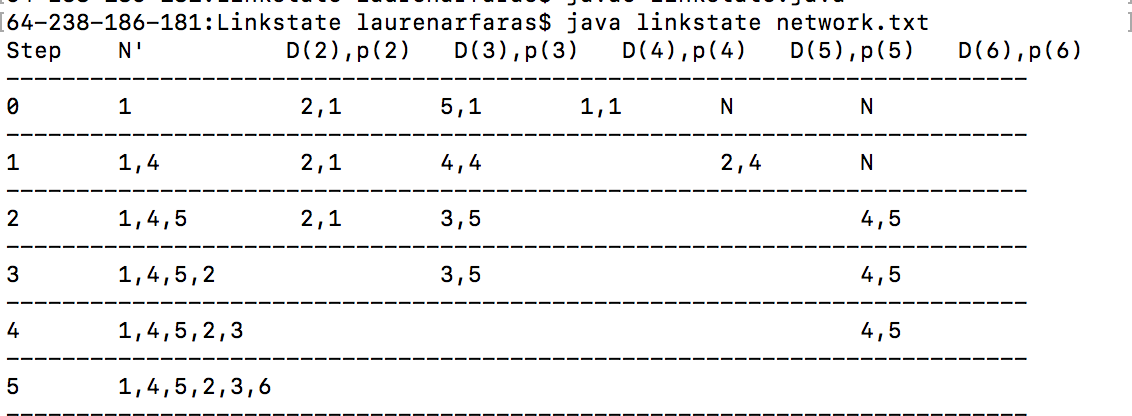 [64-238-186-181:Linkstate laurenarfaras$ java linkstate network.txt ]
Step N' D(2),p(2) D(3),p(3) D(4),p(4) D(5),p(5) D(6),p(6)
--------------------------------------------------------------------------
0 1 2,1 5,1 1,1 N N
--------------------------------------------------------------------------
1 1,4 2,1 4,4 2,4 N
--------------------------------------------------------------------------
2 1,4,5 2,1 3,5 4,5
--------------------------------------------------------------------------
3 1,4,5,2 3,5 4,5
--------------------------------------------------------------------------
4 1,4,5,2,3 4,5
--------------------------------------------------------------------------
5 1,4,5,2,3,6
--------------------------------------------------------------------------